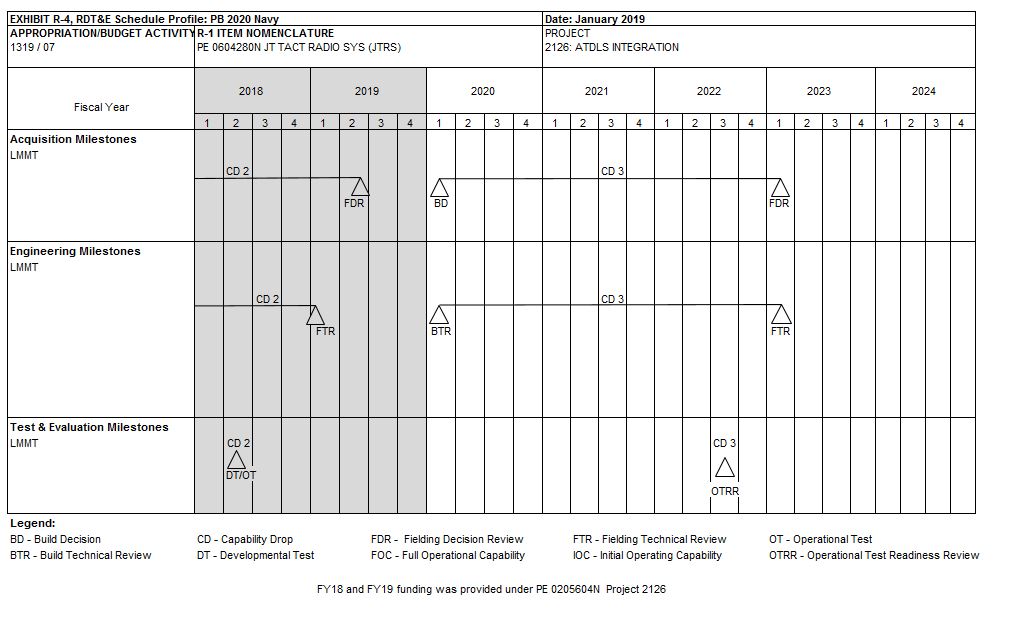 EXHIBIT R-4, RDT&E Schedule Profile: PB 2020 Navy Date: January 2019
APPROPRIATION/BUDGET ACTIVITY R-1 ITEM NOMENCLATURE PROJECT
1319 / 07 PE 0604280N JT TACT RADIO SYS (JTRS) 2126: ATDLS INTEGRATION
2018 2019 2020 2021 2022 2023 2024
Fiscal Year
1 2 3 4 1 2 3 4 1 2 3 4 1 2 3 4 1 2 3 4 1 2 3 4 1 2 3 4
Acquisition Milestones
LMMT
CD 2 CD 3
FDR BD FDR
Engineering Milestones
LMMT
CD 2 CD 3
FTR BTR FTR
Test & Evaluation Milestones
LMMT CD 2 CD 3
DT/OT
OTRR
Legend:
BD - Build Decision CD - Capability Drop FDR - Fielding Decision Review FTR - Fielding Technical Review OT - Operational Test
BTR - Build Technical Review DT - Developmental Test FOC - Full Operational Capability IOC - Initial Operating Capability OTRR - Operational Test Readiness Review
FY18 and FY19 funding was provided under PE 0205604N Project 2126